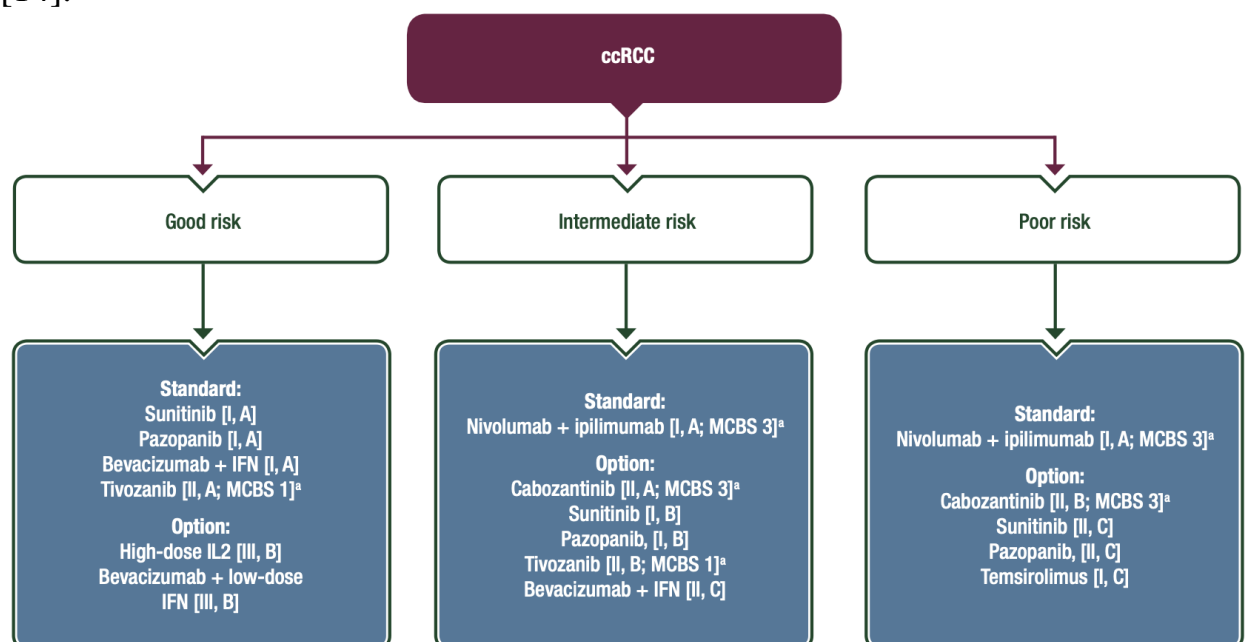 ccRCC
Good risk
Intermediate risk
Poor risk
Standard:
Sunitinib [I, A]
Pazopanib [I, A]
Bevacizumab + IFN [I, A]
Tivozanib [II, A; MCBS 1]ᵃ
Option:
High-dose IL2 [III, B]
Bevacizumab + low-dose
IFN [III, B]
Standard:
Nivolumab + ipilimumab [I, A; MCBS 3]ᵃ
Option:
Cabozantinib [II, A; MCBS 3]ᵃ
Sunitinib [I, B]
Pazopanib, [I, B]
Tivozanib [II, B; MCBS 1]ᵃ
Bevacizumab + IFN [II, C]
Standard:
Nivolumab + ipilimumab [I, A; MCBS 3]ᵃ
Option:
Cabozantinib [II, B; MCBS 3]ᵃ
Sunitinib [II, C]
Pazopanib, [II, C]
Temsirolimus [I, C]